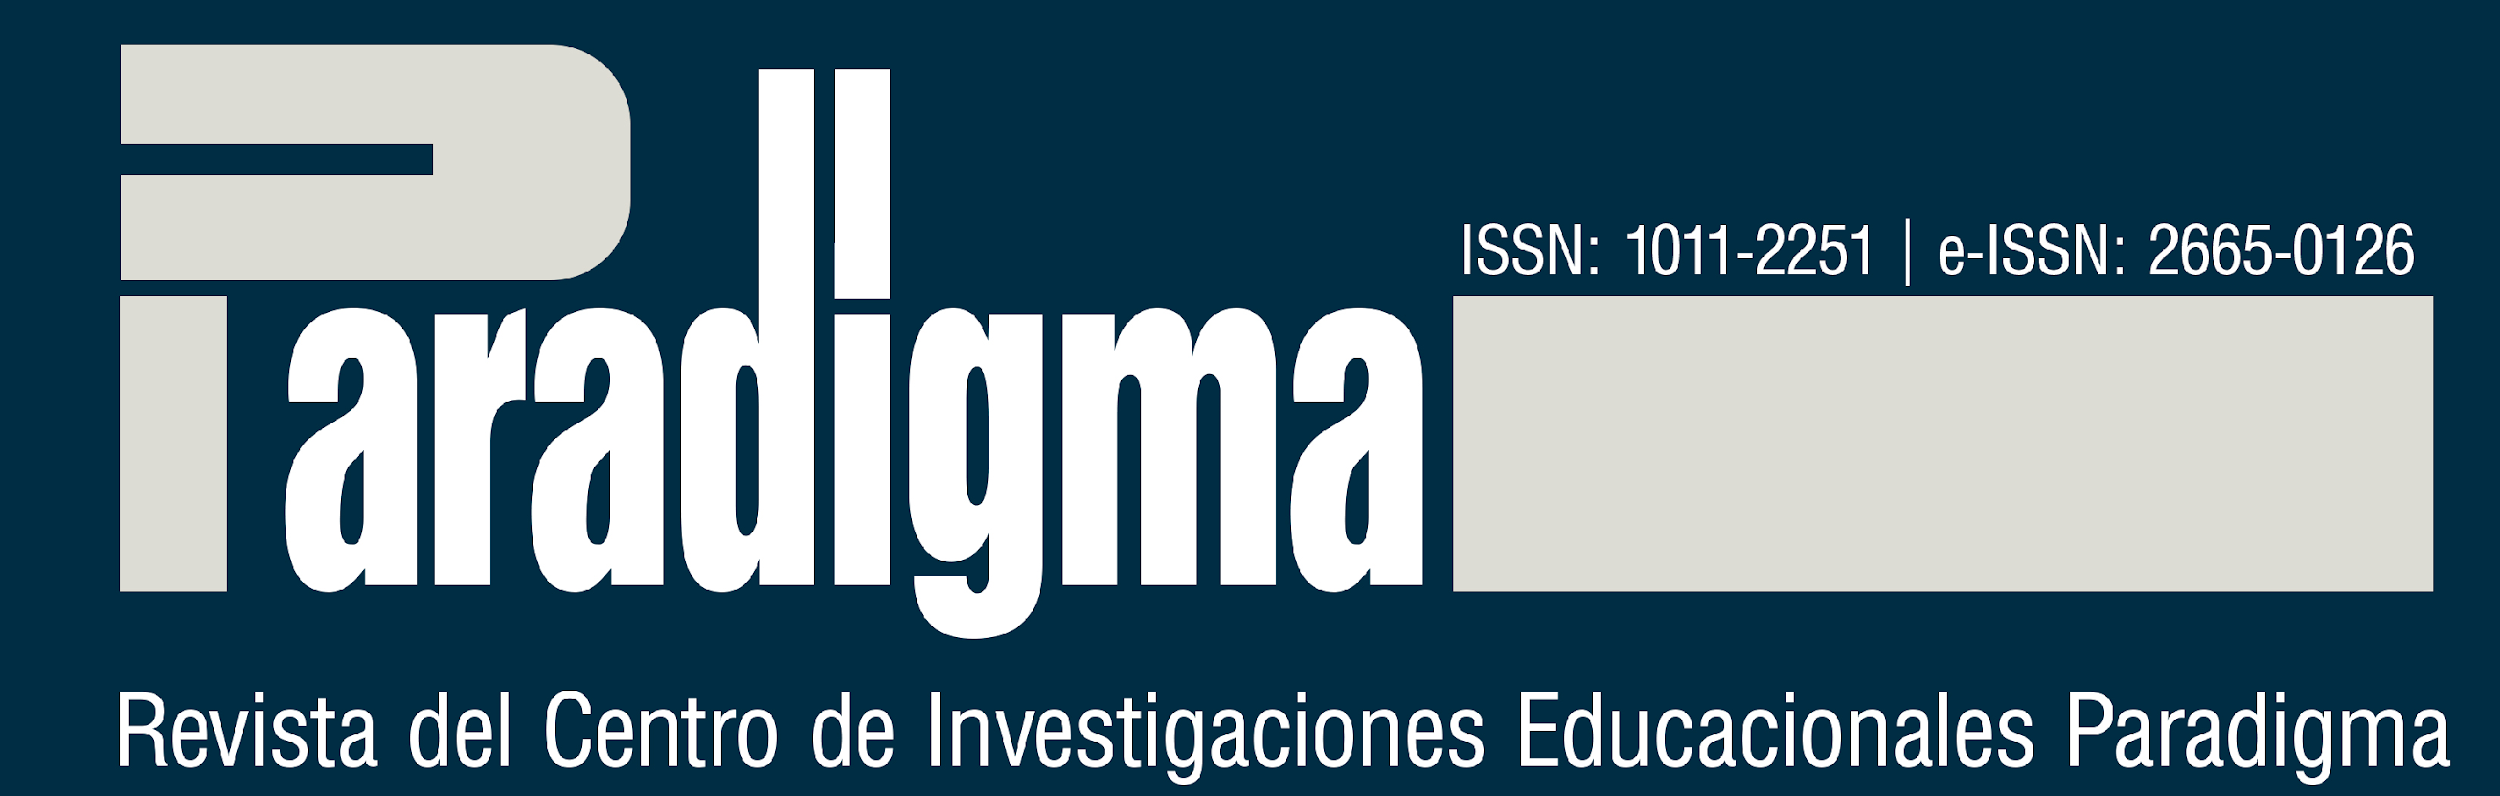 ISSN: 1011-2251 | e-ISSN: 2665-0126
Paradigma
Revista del Centro de Investigaciones Educacionales Paradigma